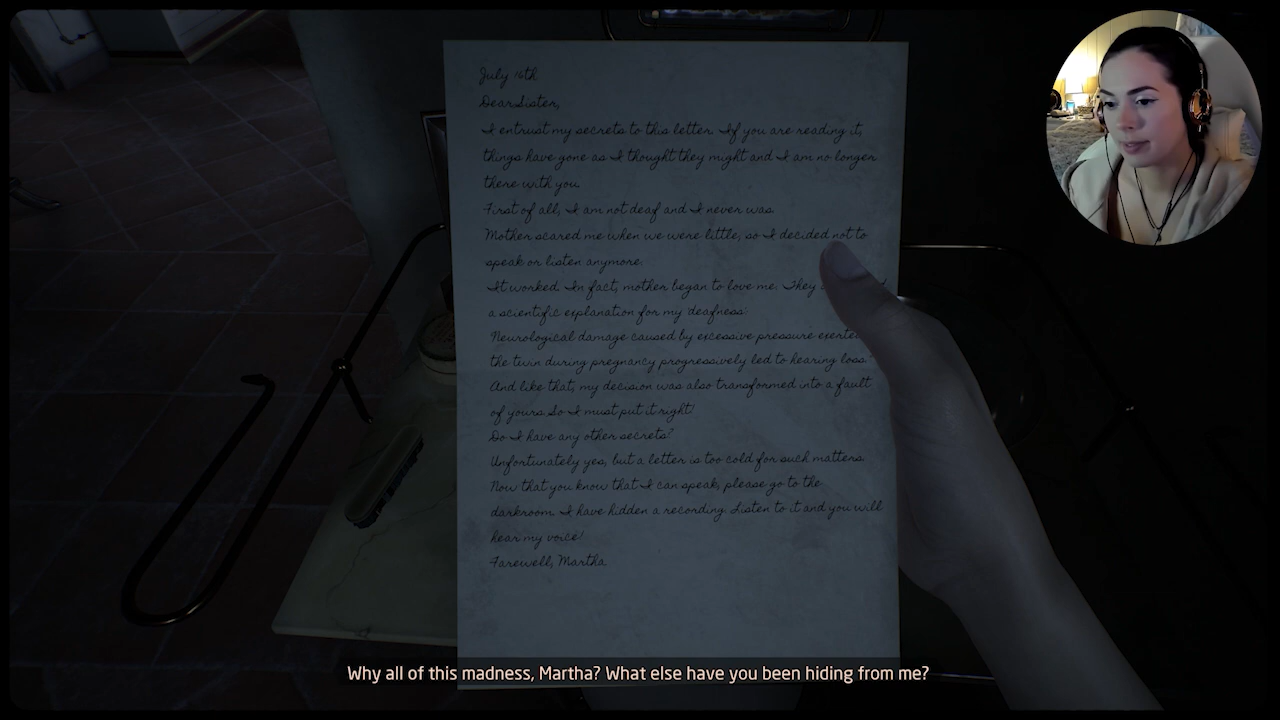 July 16th
Dear Sister,
I entrust my secrets to this letter. If you are reading it,
things have gone as I thought they might and I am no longer
there with you.
First of all, I am not deaf and I never was.
Mother scared me when we were little, so I decided not to
speak or listen anymore.
It worked. In fact, mother began to love me. They
a scientific explanation for my 'deafness':
Neurological damage caused by excessive pressure
the twin during pregnancy progressively led to hearing loss.
And like that, my decision was also transformed into a fault
of yours. So I must put it right!
Do I have any other secrets?
Unfortunately yes, but a letter is too cold for such matters.
Now that you know that I can speak, please go to the
darkroom. I have hidden a recording. Listen to it and you will
hear my voice!
Farewell, Martha.
Why all of this madness, Martha? What else have you been hiding from me?